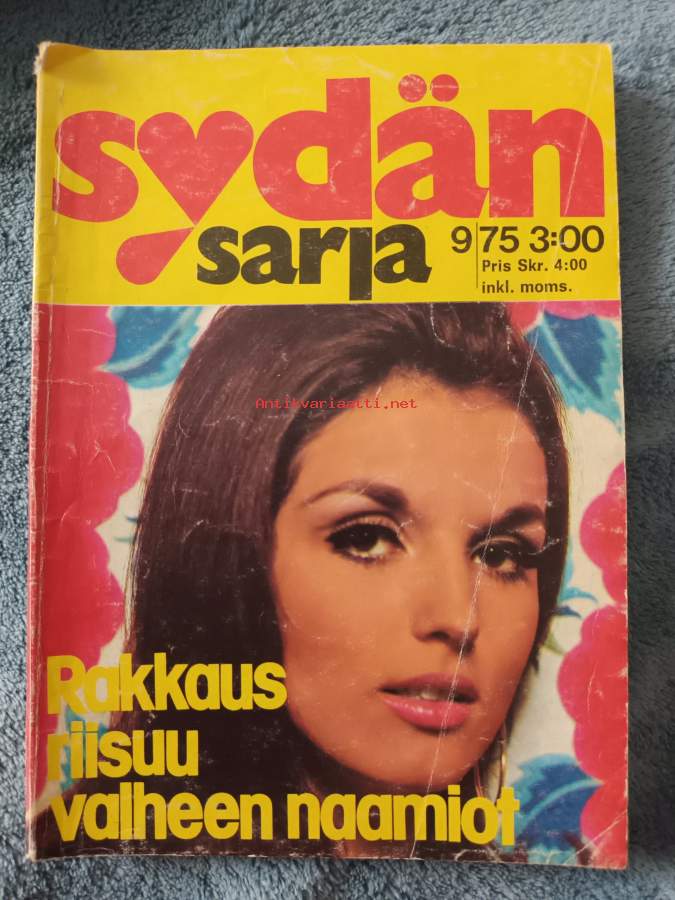 sydän
sarja
9/75 3:00
Pris Skr. 4:00
inkl. moms.
Antikvariaatti.net
Rakkaus
riisuu
valheen naamiot